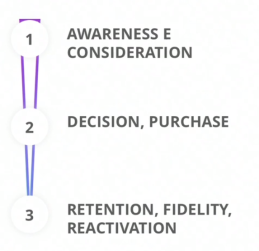 1
AWARENESS E
CONSIDERATION
2
DECISION, PURCHASE
3
RETENTION, FIDELITY,
REACTIVATION